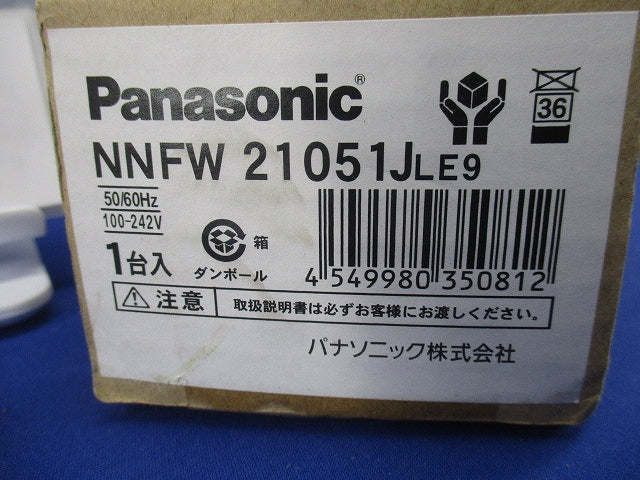 Panasonic®
36
NNFW 21051JLE9
50/60Hz
100-242V
1台入
箱
ダンボール
4 549980 350812
注意 取扱説明書は必ずお客様にお渡しください。
パナソニック株式会社